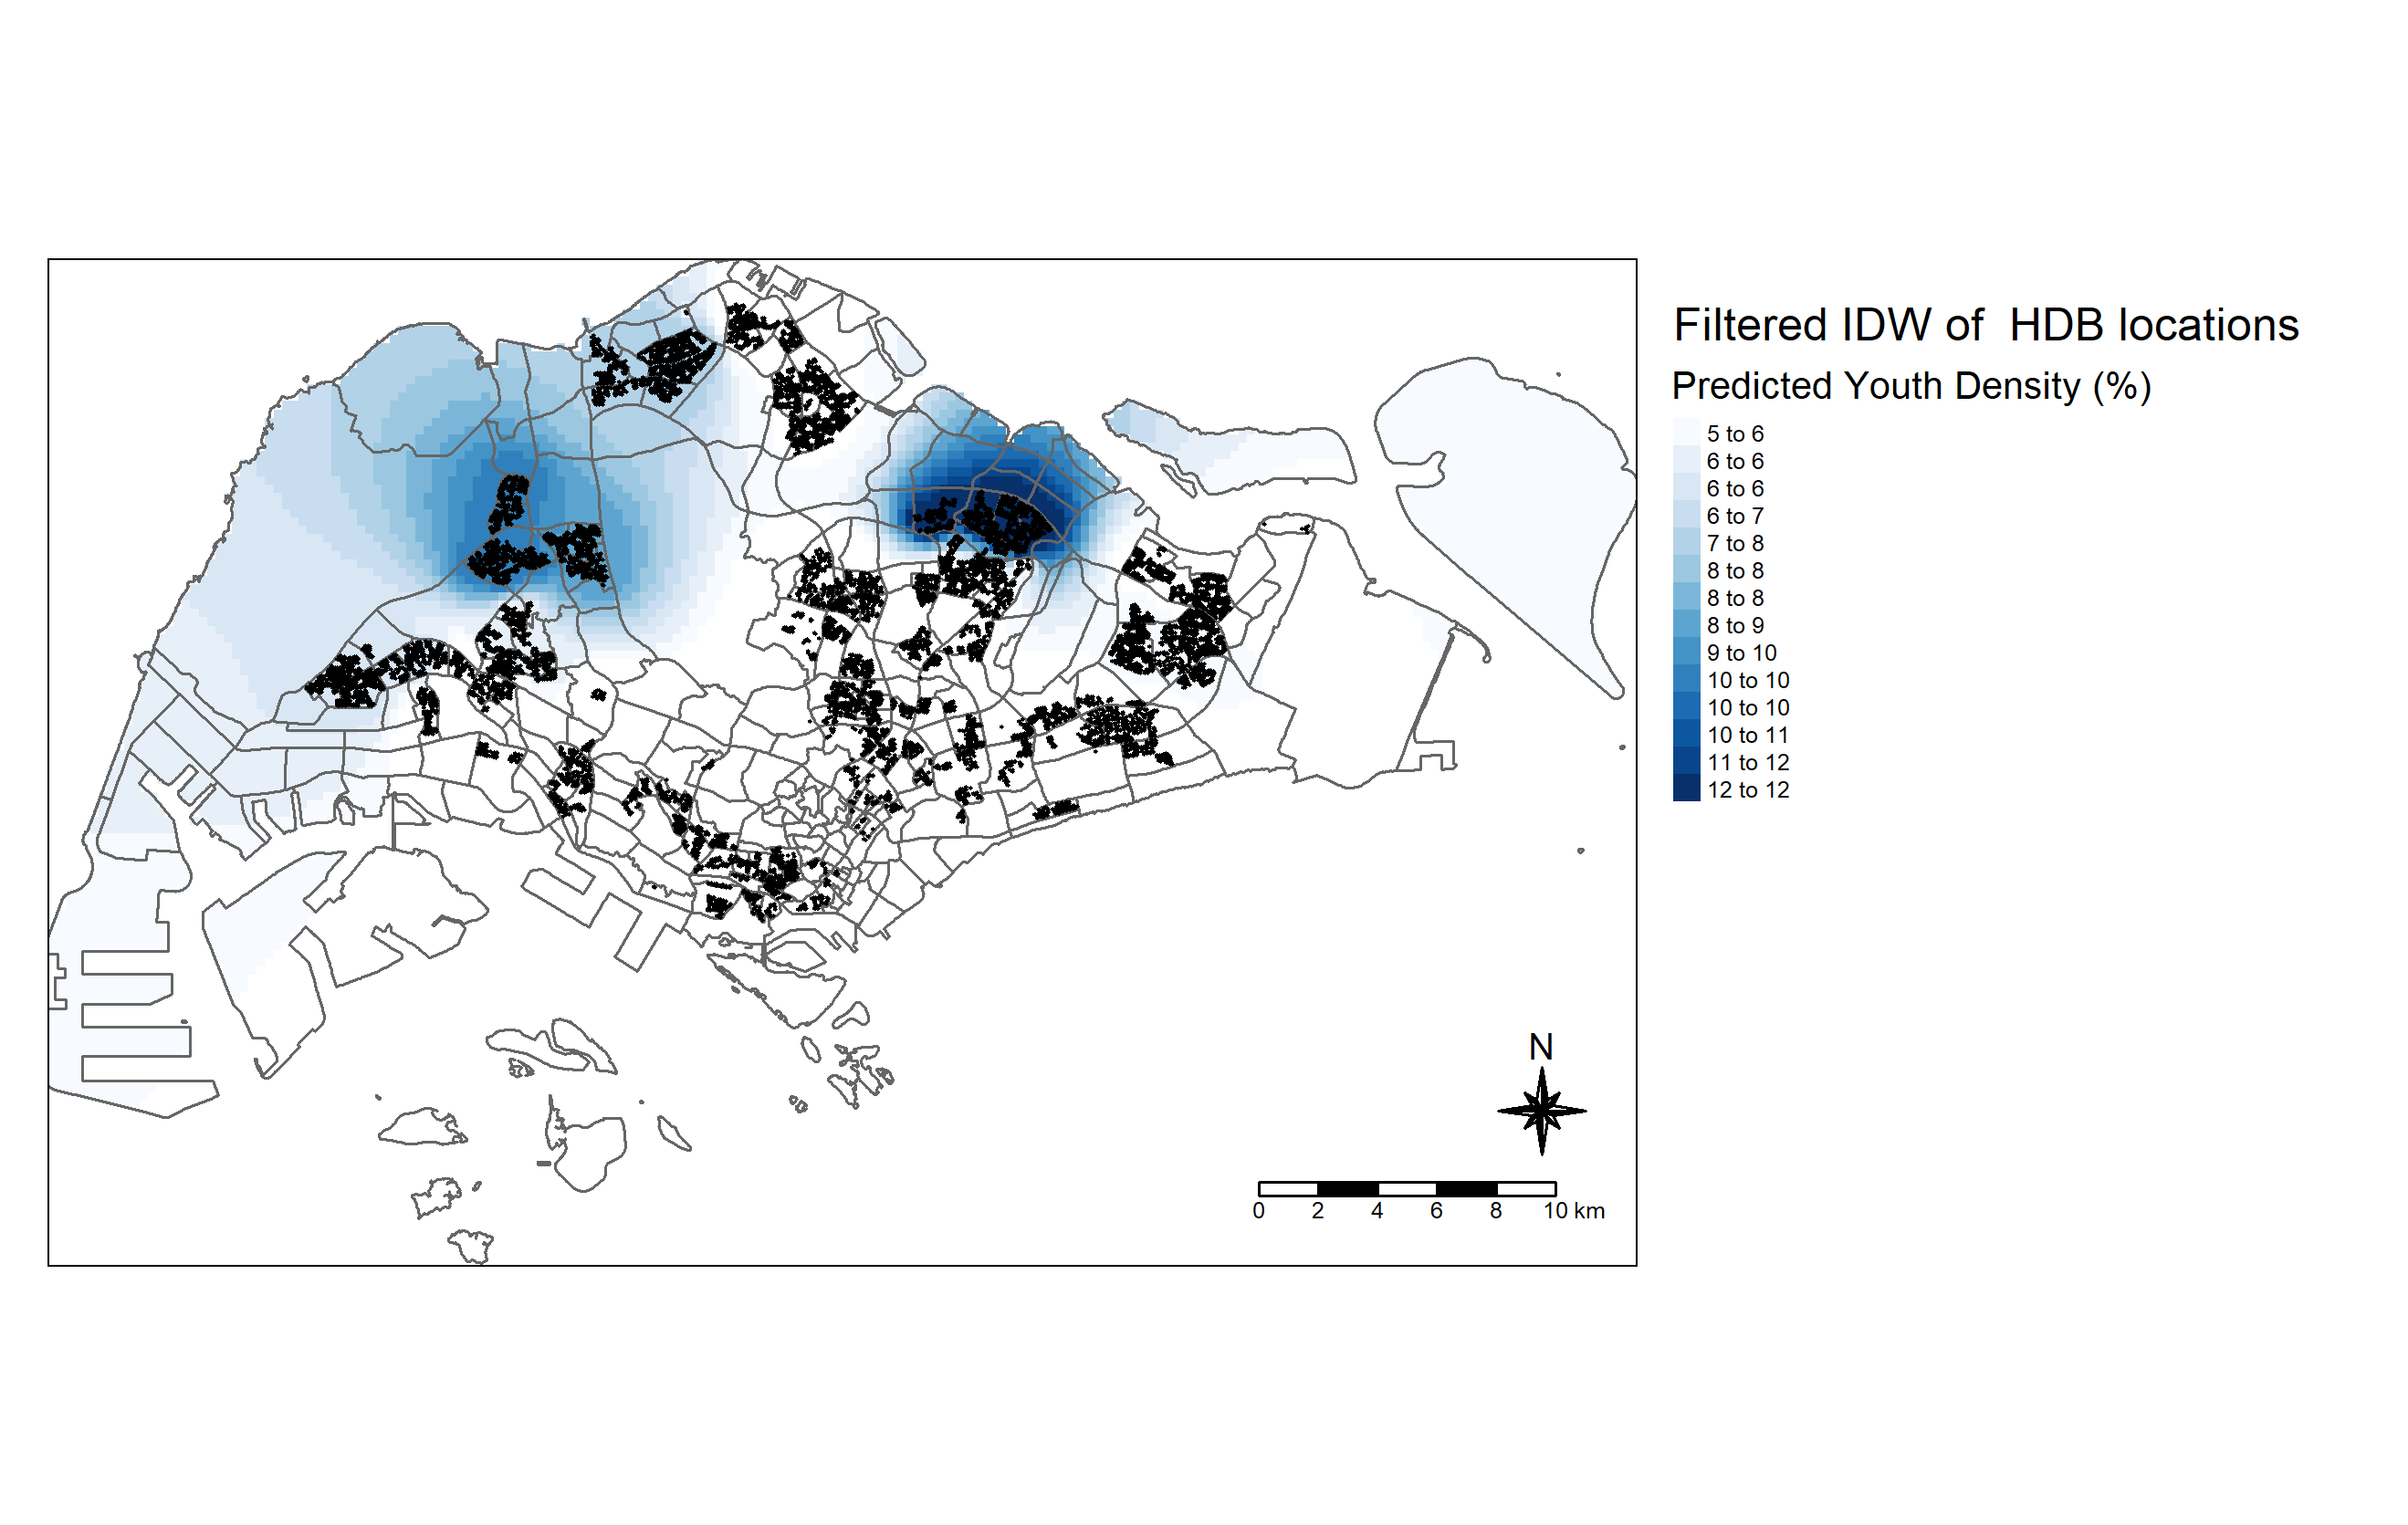 Filtered IDW of  HDB locations
Predicted Youth Density (%)
5 to 6
6 to 6
6 to 6
6 to 7
7 to 8
8 to 8
8 to 8
8 to 9
9 to 10
10 to 10
10 to 10
10 to 11
11 to 12
12 to 12
N
0 2 4 6 8 10 km